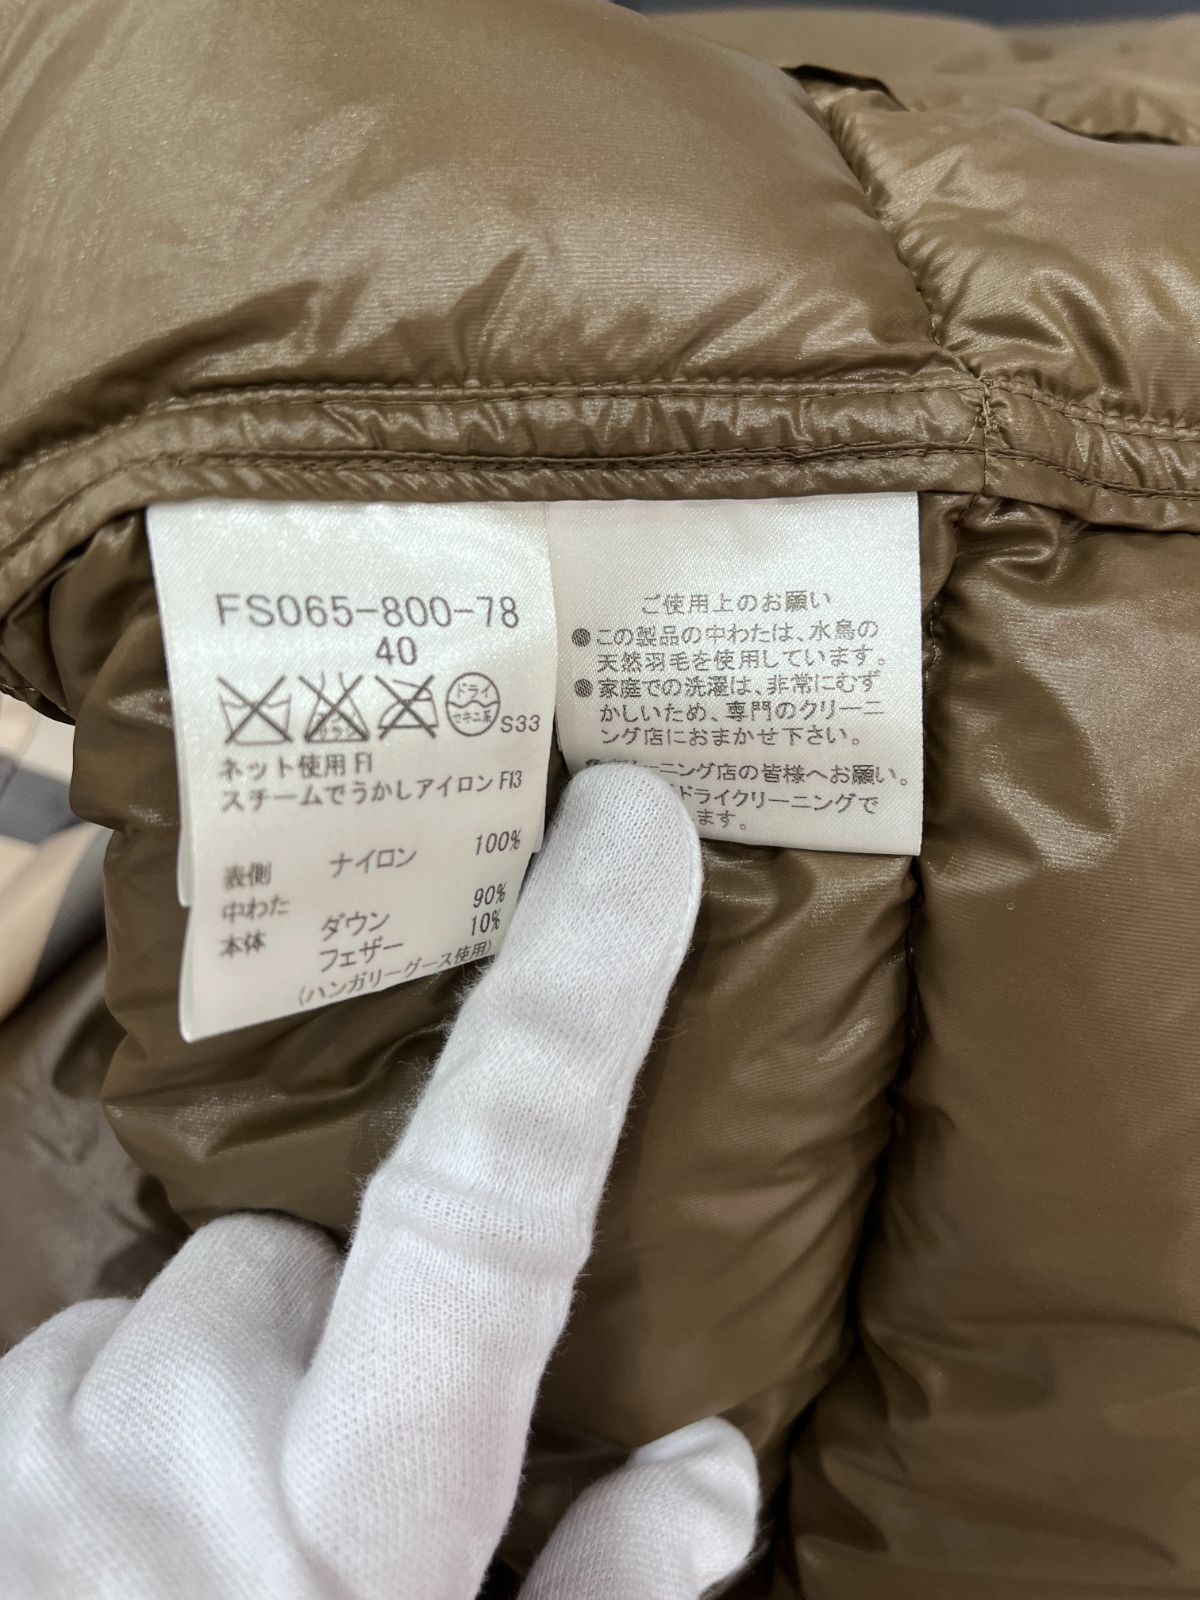 FS065-800-78
40
ドライ
セキユ系
S33
ネット使用 F1
スチームでうかしアイロン F13
表側 ナイロン 100%
中わた
本体 ダウン 90%
フェザー 10%
(ハンガリーグース使用)
ご使用上のお願い
●この製品の中わたは、水鳥の
天然羽毛を使用しています。
●家庭での洗濯は、非常にむず
かしいため、専門のクリーニ
ング店におまかせ下さい。
ーニング店の皆様へお願い。
ドライクリーニングで
ます。